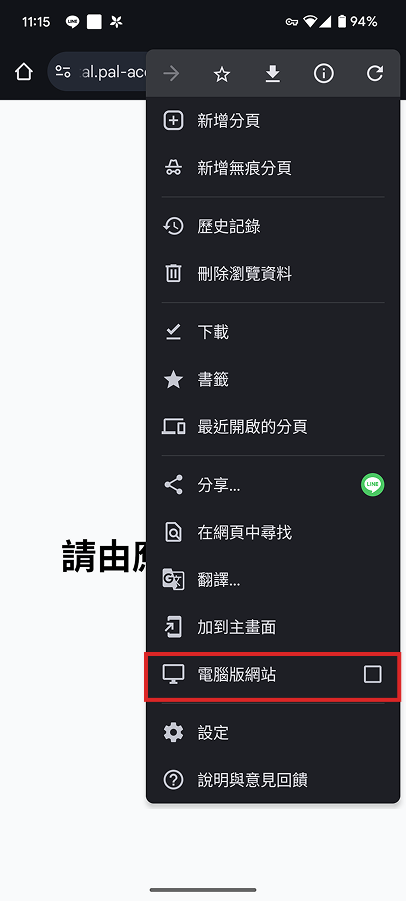 11:15
94%
al.pal-acc
新增分頁
新增無痕分頁
歷史記錄
刪除瀏覽資料
下載
書籤
最近開啟的分頁
分享...
LINE
在網頁中尋找
翻譯...
加到主畫面
請由
電腦版網站
設定
說明與意見回饋